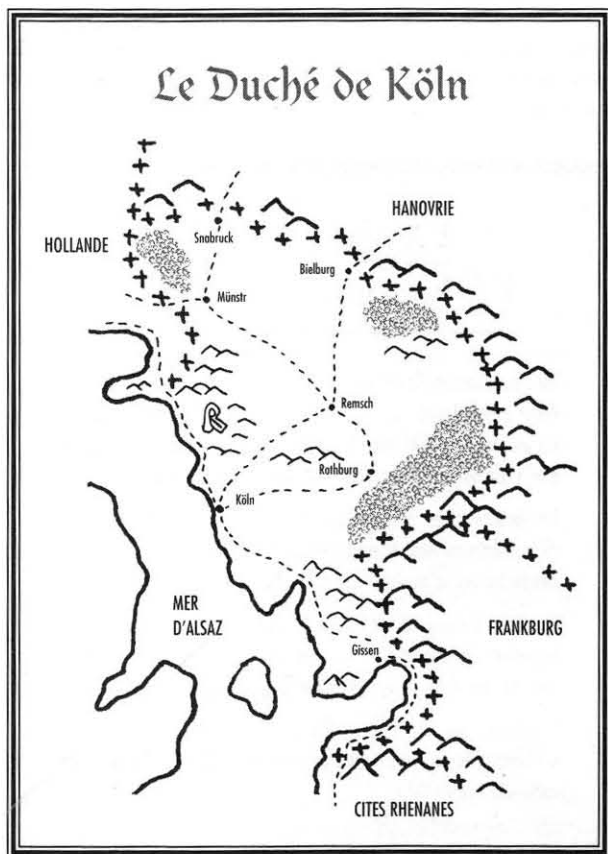 Le Duché de Köln
HANOVRIE
HOLLANDE
Snabruck
Bielburg
Münstr
Remsch
R
Rothburg
Köln
MER
D'ALSAZ
FRANKBURG
Gissen
CITES RHENANES